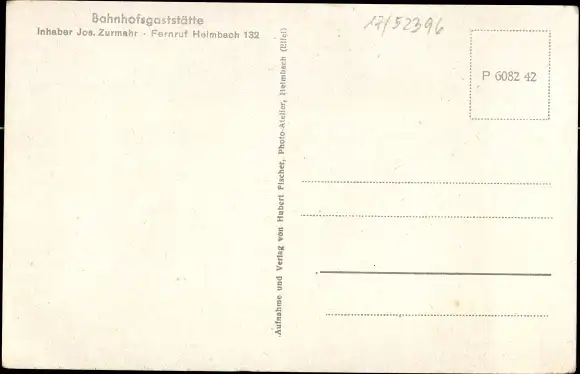 Bahnhofsgaststätte
Inhaber Jos. Zurmahr · Fernruf Heimbach 132
17/52396
P 6082 42
Aufnahme und Verlag von Hubert Fischer, Photo-Atelier, Heimbach (Eifel)